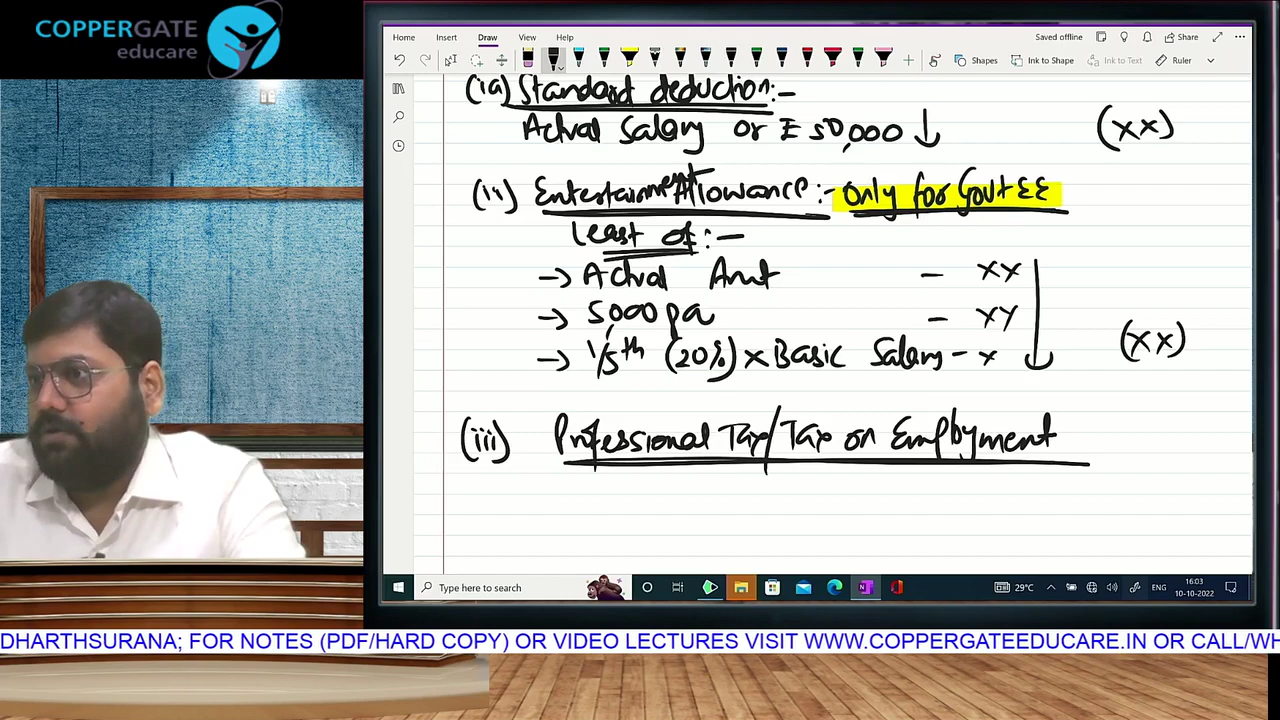 COPPERGATE
educare
Home Insert Draw View Help
Saved offline
Share
Shapes
Ink to Shape
Ink to Text
Ruler
(ia) Standard deduction:-
Actual Salary or ₹ 50,000 ↓ (xx)
(ii) Entertainment Allowance:- Only for Govt EE
Least of:-
→ Actual Amt - xx
→ 5,000 pa - xy
→ 1/5th (20%) x Basic Salary - x (xx)
(iii) Professional Tax/Tax on Employment
Type here to search
29°C
ENG
16:03
10-10-2022
DHARTHSURANA; FOR NOTES (PDF/HARD COPY) OR VIDEO LECTURES VISIT WWW.COPPERGATEEDUCARE.IN OR CALL/WH